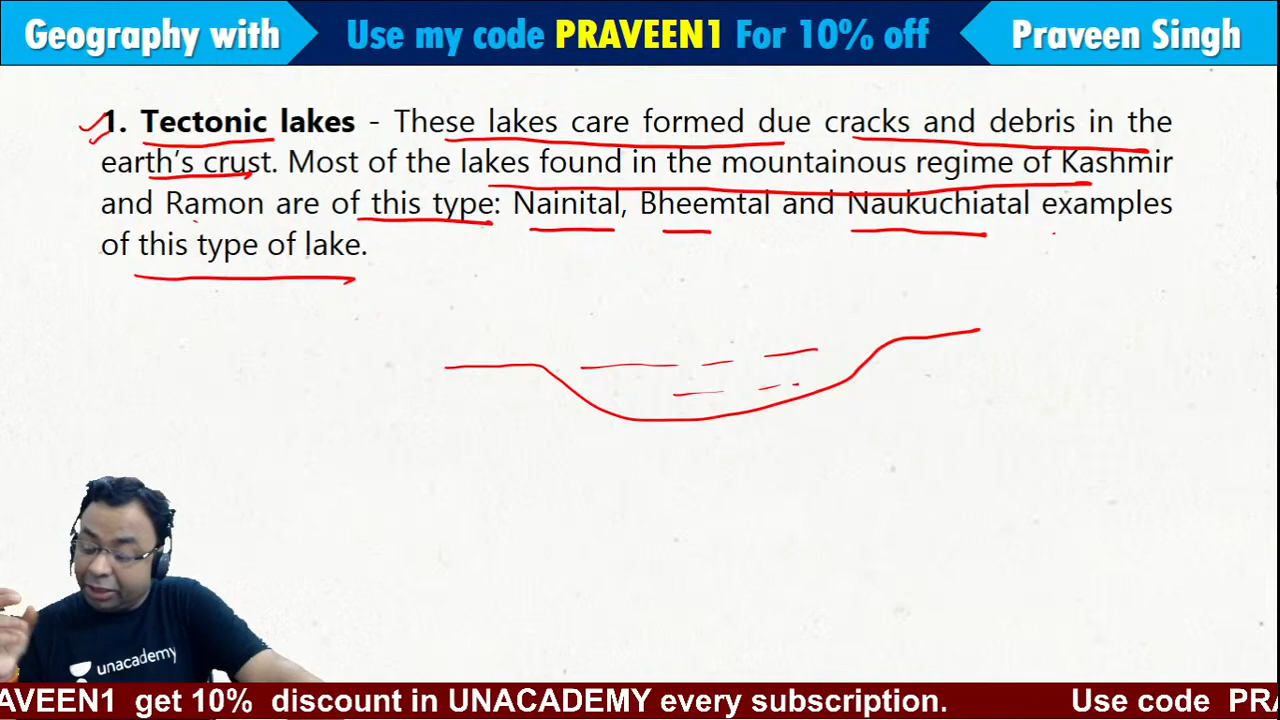 Geography with
Use my code PRAVEEN1 For 10% off
Praveen Singh
1. Tectonic lakes - These lakes care formed due cracks and debris in the
earth's crust. Most of the lakes found in the mountainous regime of Kashmir
and Ramon are of this type: Nainital, Bheemtal and Naukuchiatal examples
of this type of lake.
unacademy
AVEEN1 get 10% discount in UNACADEMY every subscription. Use code PRA